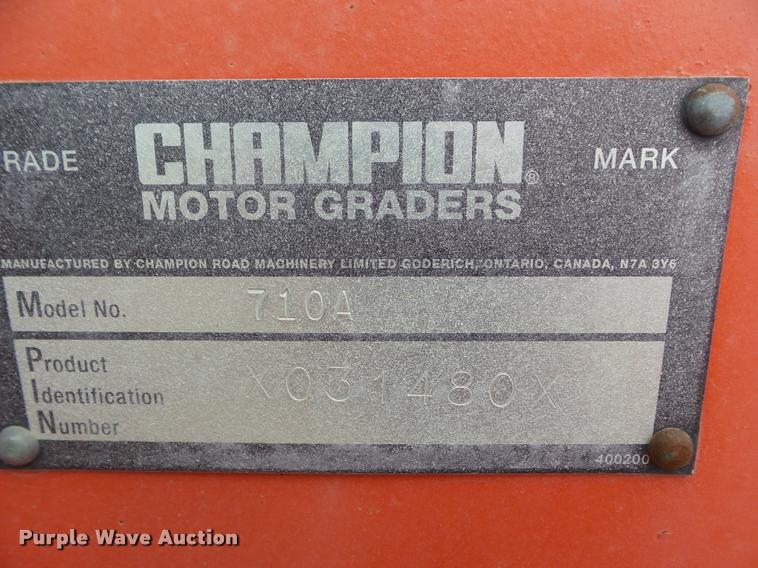 RADE CHAMPION® MARK
MOTOR GRADERS
MANUFACTURED BY CHAMPION ROAD MACHINERY LIMITED GODERICH, ONTARIO, CANADA, N7A 3Y6
Model No. 710A
Product
Identification X031480X
Number
400200
Purple Wave Auction